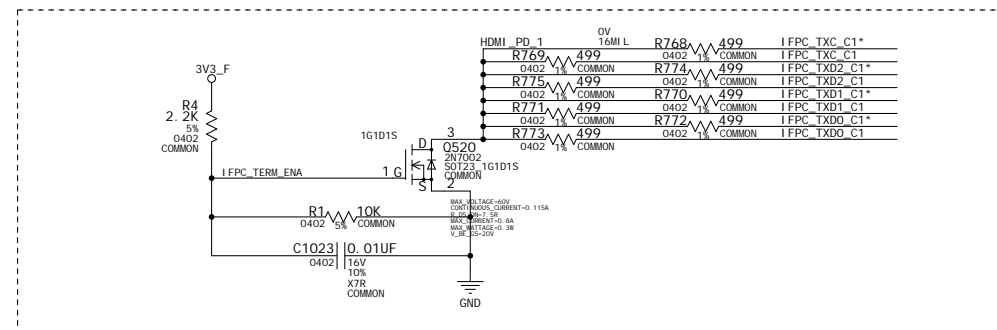 0V
HDMI_PD_1
16MIL
R768
499
IFPC_TXC_C1*
R769
499
0402
1%
COMMON
IFPC_TXC_C1
0402
1%
COMMON
R774
499
IFPC_TXD2_C1*
R775
499
0402
1%
COMMON
IFPC_TXD2_C1
0402
1%
COMMON
R770
499
IFPC_TXD1_C1*
R771
499
0402
1%
COMMON
IFPC_TXD1_C1
0402
1%
COMMON
R772
499
IFPC_TXD0_C1*
R773
499
0402
1%
COMMON
IFPC_TXD0_C1
0402
1%
COMMON
3V3_F
R4
2.2K
5%
0402
COMMON
1G1D1S
3
D
Q520
2N7002
SOT23_1G1D1S
COMMON
IFPC_TERM_ENA
1
G
S
2
MAX_VOLTAGE=60V
CONTINUOUS_CURRENT=0.115A
R_DS_ON=7.5R
MAX_CURRENT=0.8A
MAX_WATTAGE=0.3W
V_BE_GS=20V
R1
10K
0402
5%
COMMON
C1023
0.01UF
0402
16V
10%
X7R
COMMON
GND